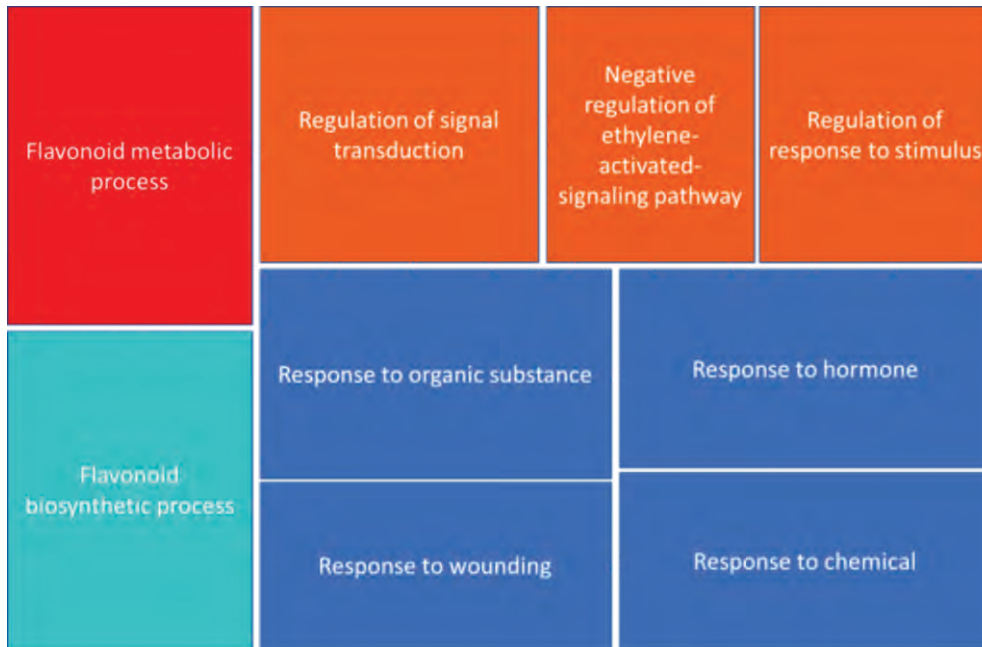 Flavonoid metabolic
process
Regulation of signal
transduction
Negative
regulation of
ethylene-
activated-
signaling pathway
Regulation of
response to stimulus
Flavonoid
biosynthetic process
Response to organic substance
Response to hormone
Response to wounding
Response to chemical